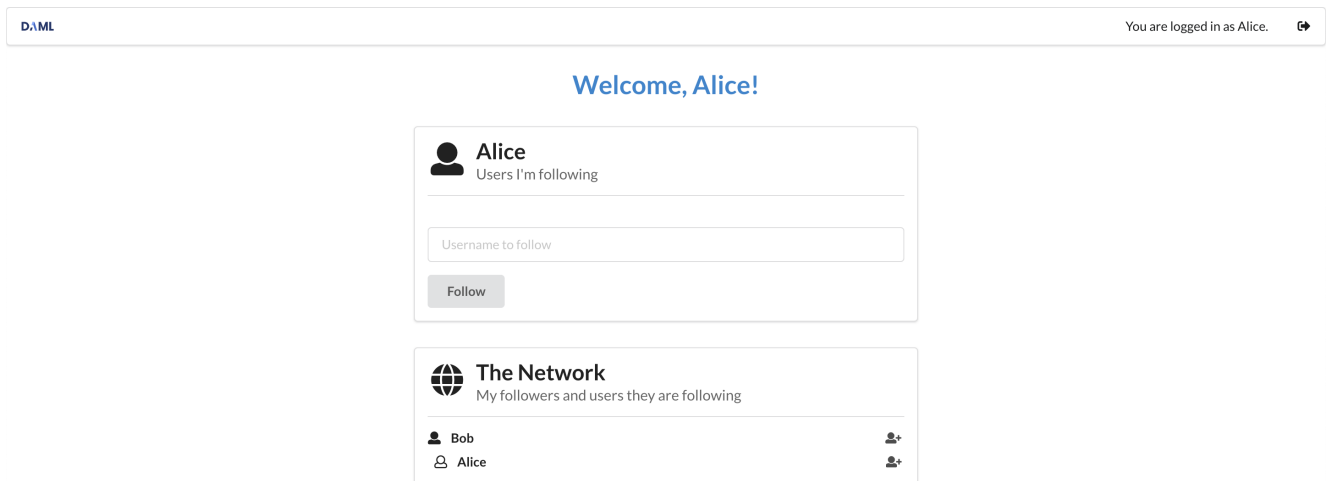 DAML
You are logged in as Alice.
Welcome, Alice!
Alice
Users I'm following
Username to follow
Follow
The Network
My followers and users they are following
Bob
Alice